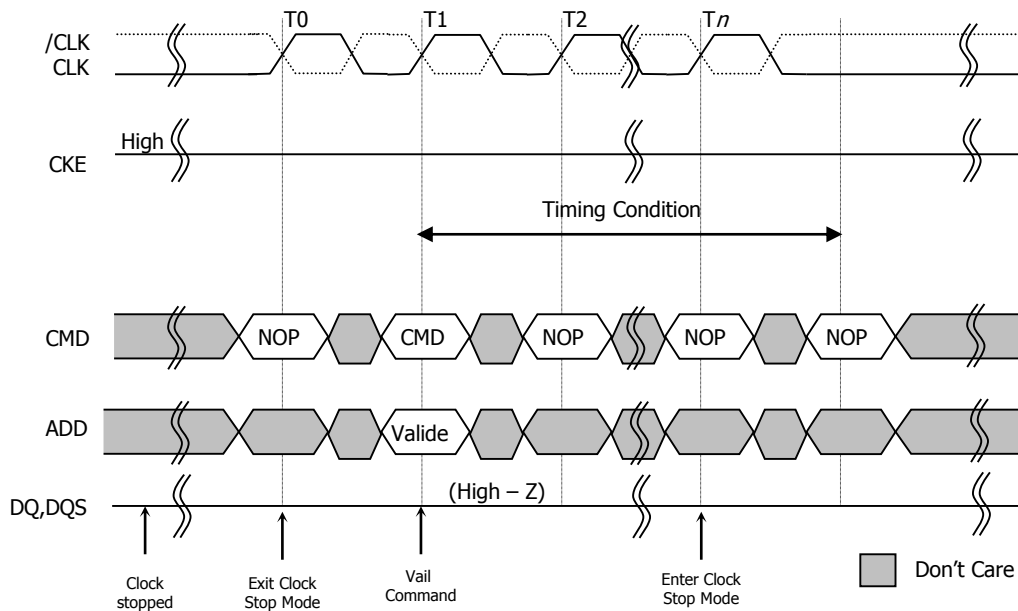 T0 T1 T2 Tn
/CLK
CLK
High
CKE
Timing Condition
CMD NOP CMD NOP NOP NOP
ADD Valide
(High – Z)
DQ,DQS
Clock
stopped
Exit Clock
Stop Mode
Vail
Command
Enter Clock
Stop Mode
Don't Care